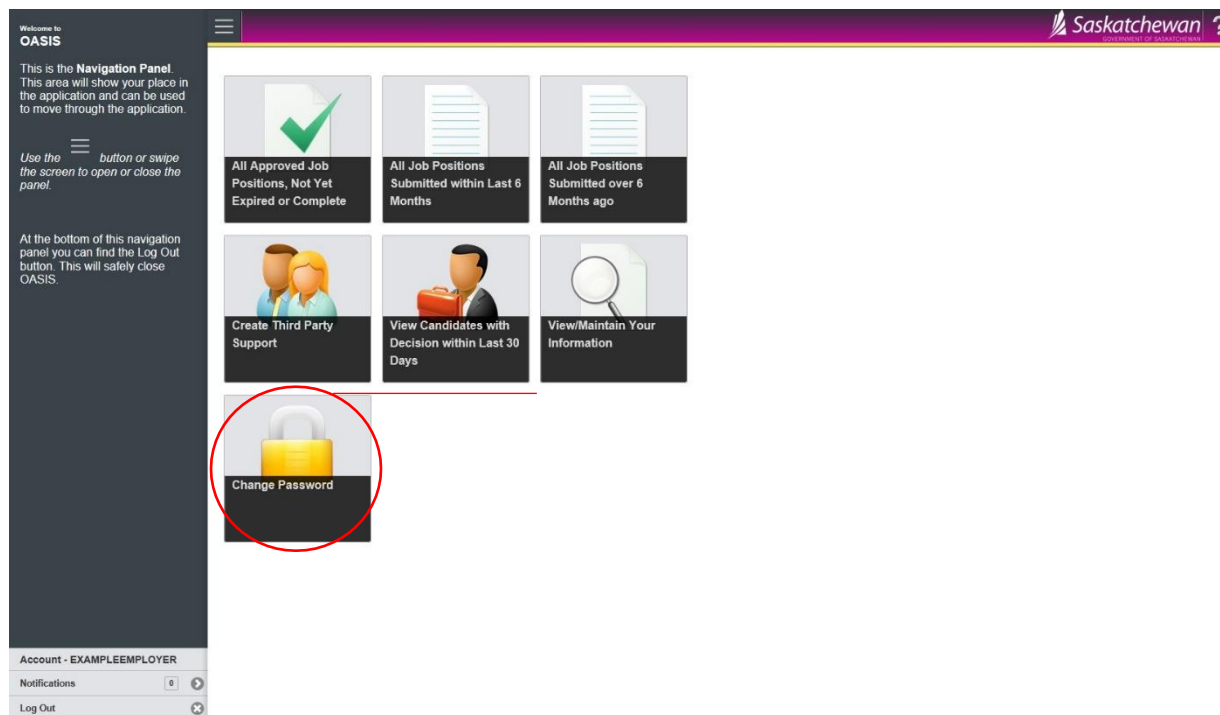 Welcome to
OASIS
This is the Navigation Panel.
This area will show your place in
the application and can be used
to move through the application.
Use the button or swipe
the screen to open or close the
panel.
At the bottom of this navigation
panel you can find the Log Out
button. This will safely close
OASIS.
Account - EXAMPLEEMPLOYER
Notifications 0
Log Out
Saskatchewan ?
GOVERNMENT OF SASKATCHEWAN
All Approved Job
Positions, Not Yet
Expired or Complete
All Job Positions
Submitted within Last 6
Months
All Job Positions
Submitted over 6
Months ago
Create Third Party
Support
View Candidates with
Decision within Last 30
Days
View/Maintain Your
Information
Change Password